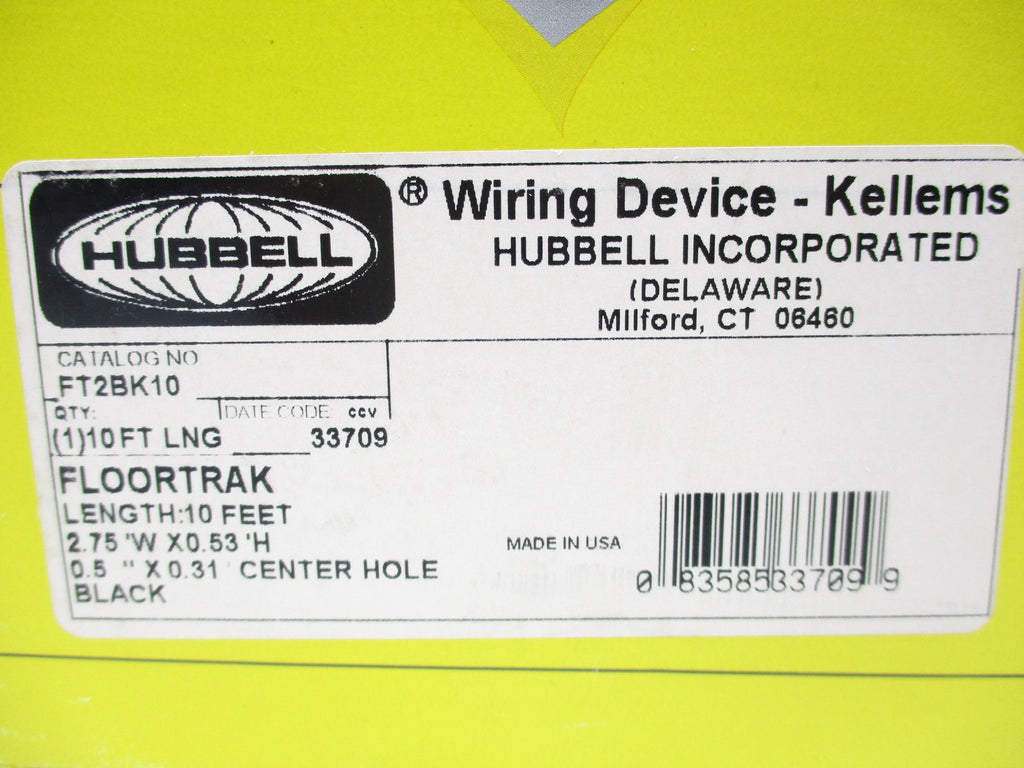 HUBBELL ® Wiring Device - Kellems
HUBBELL INCORPORATED
(DELAWARE)
Milford, CT 06460
CATALOG NO
FT2BK10
QTY: DATE CODE: CCV
(1)10FT LNG 33709
FLOORTRAK
LENGTH:10 FEET
2.75 'W X0.53 'H
0.5 " X 0.31 ' CENTER HOLE
BLACK
MADE IN USA
0 83585 33709 9